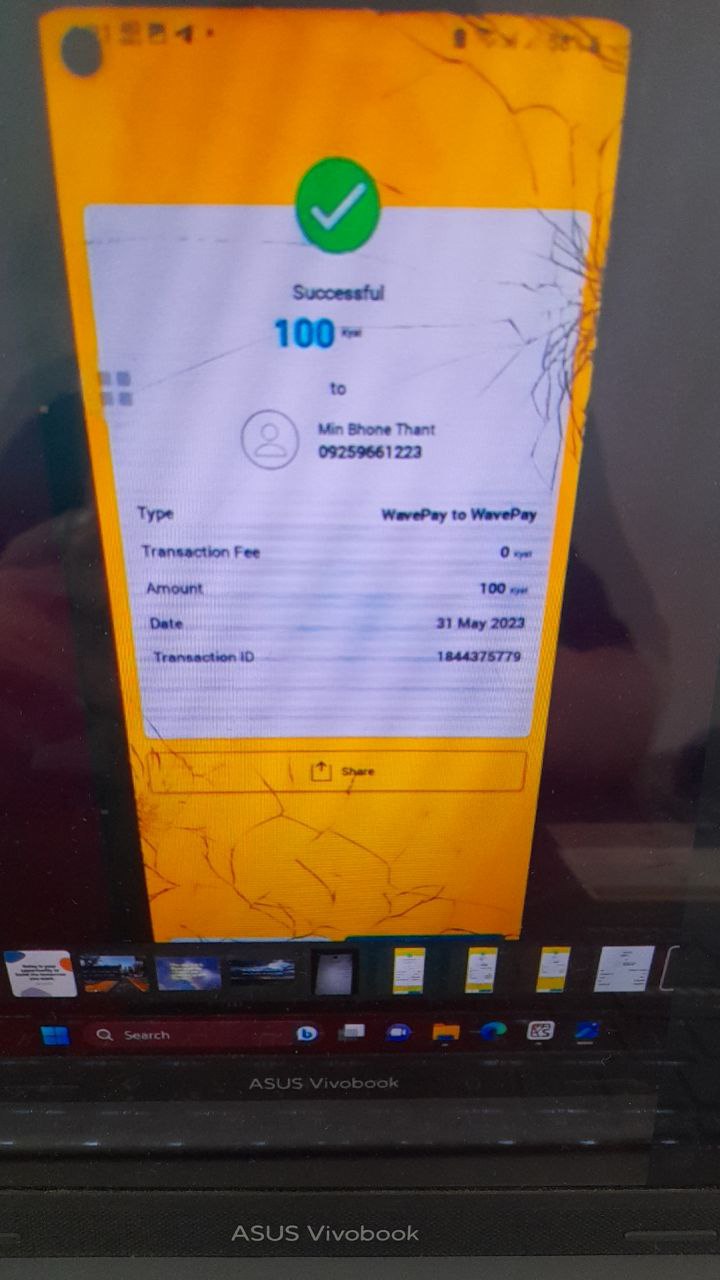 Successful
100 Kyat
to
Min Bhone Thant
09259661223
Type WavePay to WavePay
Transaction Fee 0 Kyat
Amount 100 Kyat
Date 31 May 2023
Transaction ID 1844375779
Share
Search
ASUS Vivobook
ASUS Vivobook